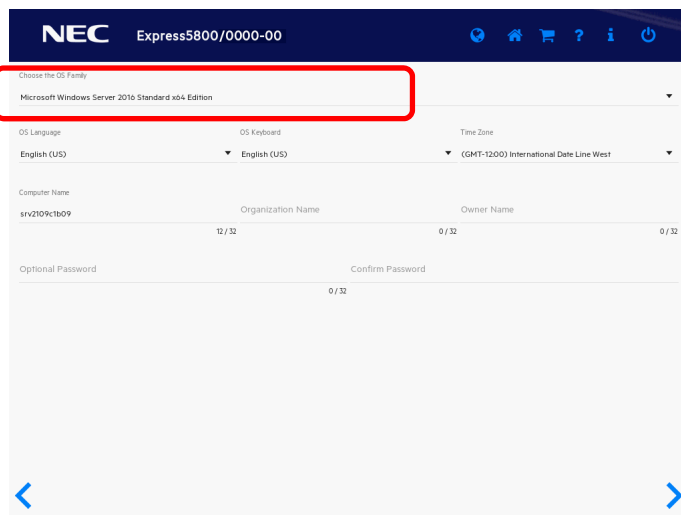 NEC Express5800/0000-00 ? i
Choose the OS Family
Microsoft Windows Server 2016 Standard x64 Edition
OS Language OS Keyboard Time Zone
English (US) English (US) (GMT-12:00) International Date Line West
Computer Name
srv2109c1b09 Organization Name Owner Name
12 / 32 0 / 32 0 / 32
Optional Password Confirm Password
0 / 32